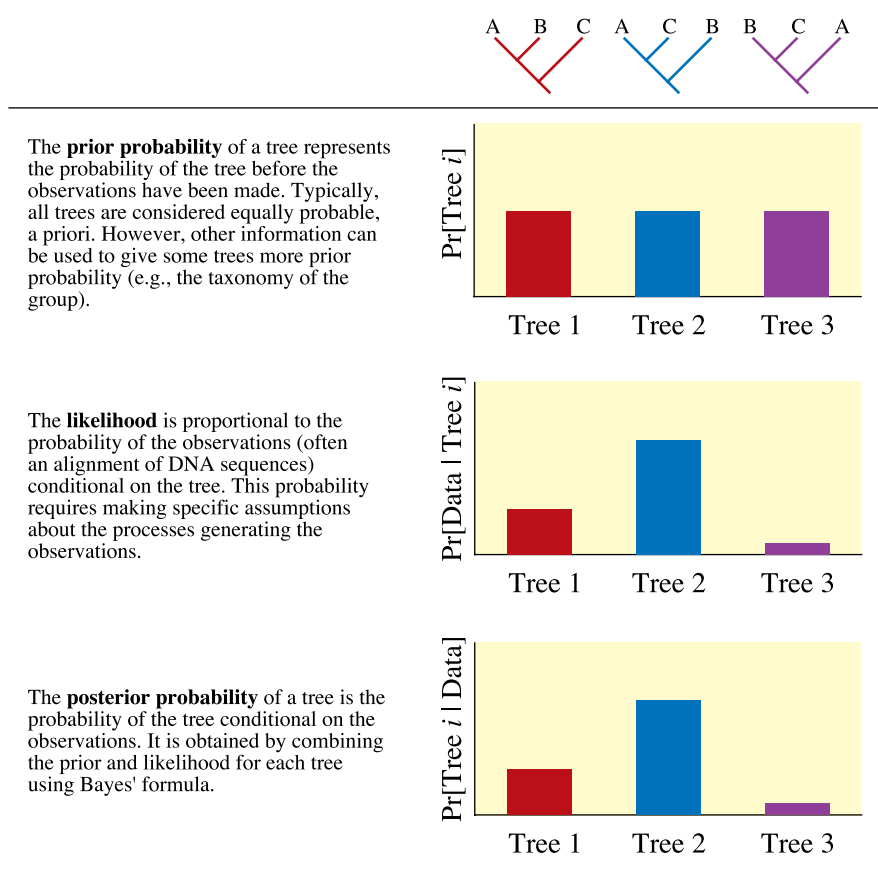 A B C A C B B C A
The prior probability of a tree represents
the probability of the tree before the
observations have been made. Typically,
all trees are considered equally probable,
a priori. However, other information can
be used to give some trees more prior
probability (e.g., the taxonomy of the
group).
Pr[Tree i]
Tree 1 Tree 2 Tree 3
The likelihood is proportional to the
probability of the observations (often
an alignment of DNA sequences)
conditional on the tree. This probability
requires making specific assumptions
about the processes generating the
observations.
Pr[Data | Tree i]
Tree 1 Tree 2 Tree 3
The posterior probability of a tree is the
probability of the tree conditional on the
observations. It is obtained by combining
the prior and likelihood for each tree
using Bayes' formula.
Pr[Tree i | Data]
Tree 1 Tree 2 Tree 3